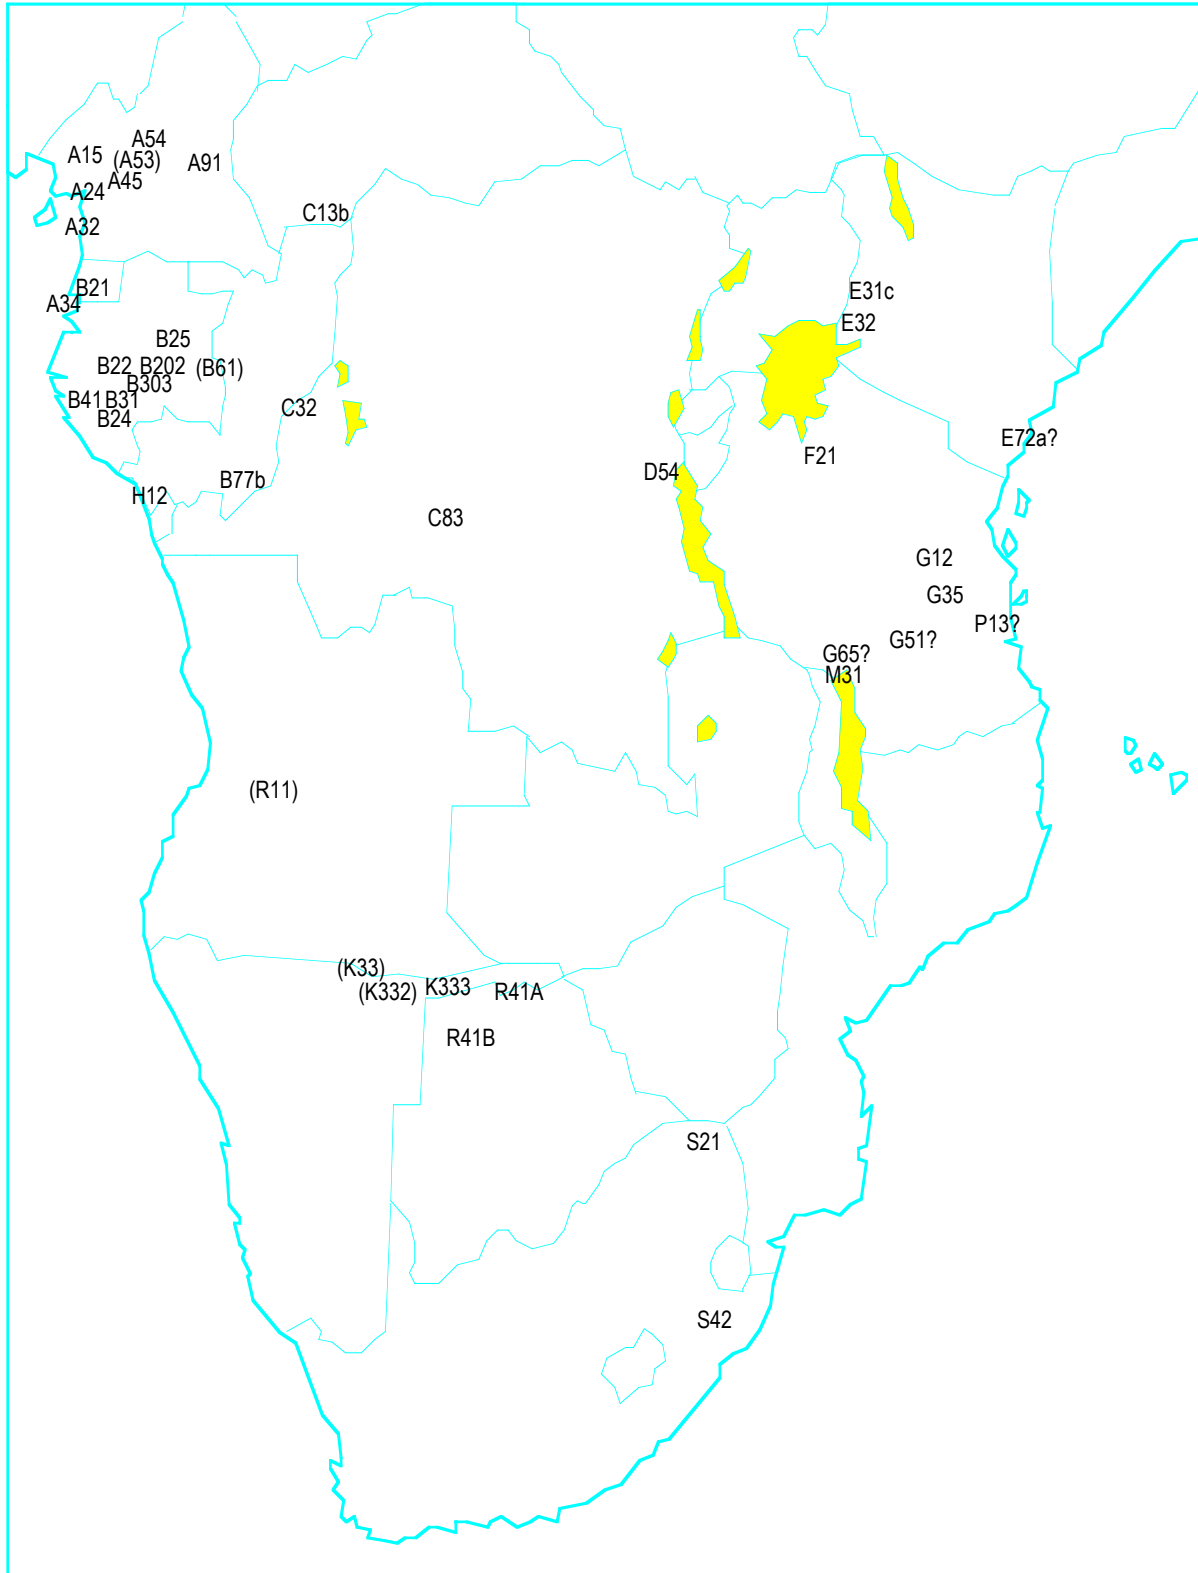 A54
A15
(A53)
A91
A45
A24
C13b
A32
B21
E31c
A34
E32
B25
B22
B202
(B61)
B303
B41
B31
C32
B24
E72a?
F21
D54
B77b
H12
C83
G12
G35
P13?
G51?
G65?
M31
(R11)
(K33)
K333
(K332)
R41A
R41B
S21
S42